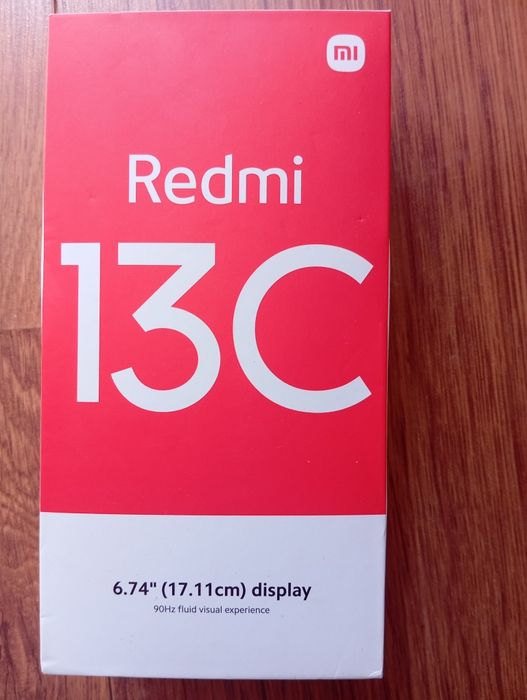 mi
Redmi
13C
6.74" (17.11cm) display
90Hz fluid visual experience